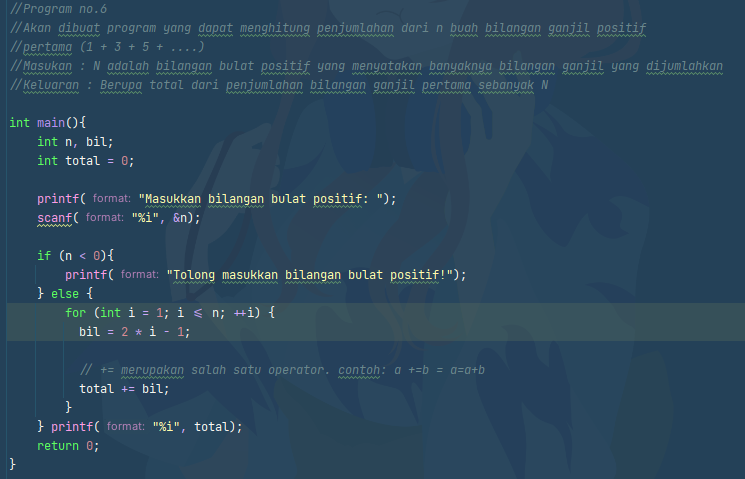 //Program no.6
//Akan dibuat program yang dapat menghitung penjumlahan dari n buah bilangan ganjil positif
//pertama (1 + 3 + 5 + ....)
//Masukan : N adalah bilangan bulat positif yang menyatakan banyaknya bilangan ganjil yang dijumlahkan
//Keluaran : Berupa total dari penjumlahan bilangan ganjil pertama sebanyak N
int main(){
int n, bil;
int total = 0;
printf( format: "Masukkan bilangan bulat positif: ");
scanf( format: "%i", &n);
if (n < 0){
printf( format: "Tolong masukkan bilangan bulat positif!");
} else {
for (int i = 1; i <= n; ++i) {
bil = 2 * i - 1;
// += merupakan salah satu operator. contoh: a +=b = a=a+b
total += bil;
}
} printf( format: "%i", total);
return 0;
}